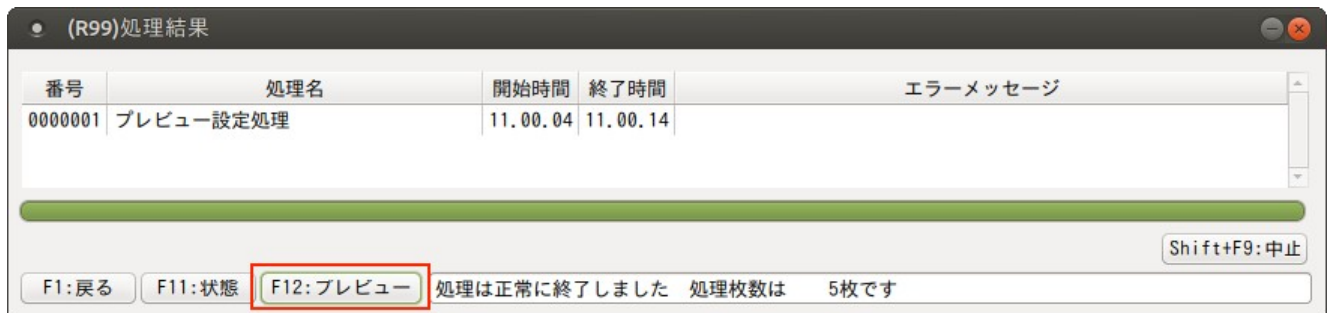 (R99)処理結果
番号 処理名 開始時間 終了時間 エラーメッセージ
0000001 プレビュー設定処理 11.00.04 11.00.14
Shift+F9:中止
F1:戻る F11:状態 F12:プレビュー 処理は正常に終了しました 処理枚数は 5枚です